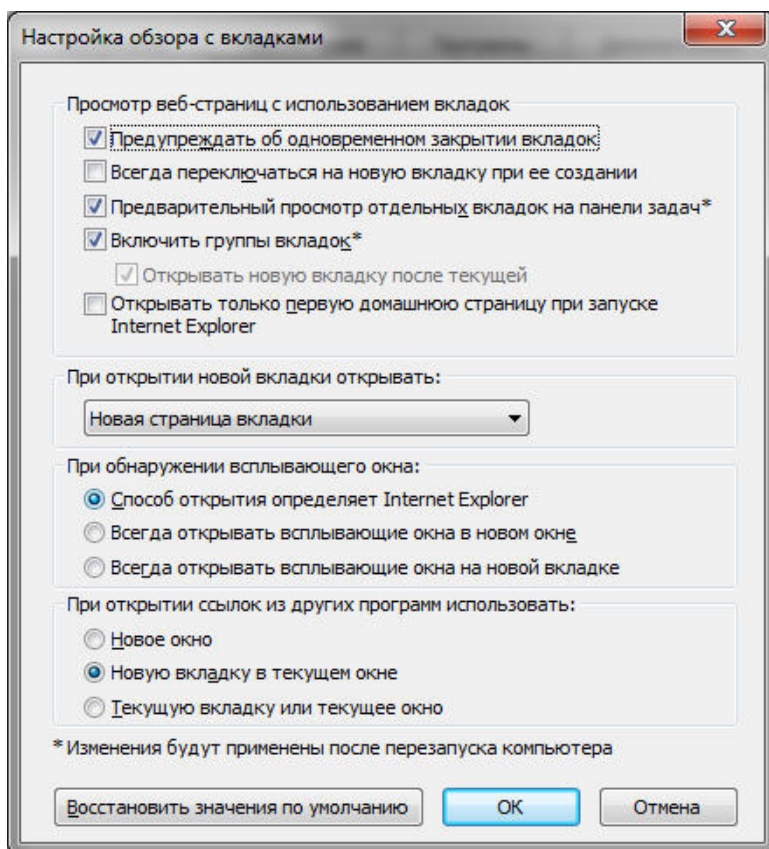 Настройка обзора с вкладками
Просмотр веб-страниц с использованием вкладок
Предупреждать об одновременном закрытии вкладок
Всегда переключаться на новую вкладку при ее создании
Предварительный просмотр отдельных вкладок на панели задач*
Включить группы вкладок*
Открывать новую вкладку после текущей
Открывать только первую домашнюю страницу при запуске
Internet Explorer
При открытии новой вкладки открывать:
Новая страница вкладки
При обнаружении всплывающего окна:
Способ открытия определяет Internet Explorer
Всегда открывать всплывающие окна в новом окне
Всегда открывать всплывающие окна на новой вкладке
При открытии ссылок из других программ использовать:
Новое окно
Новую вкладку в текущем окне
Текущую вкладку или текущее окно
* Изменения будут применены после перезапуска компьютера
Восстановить значения по умолчанию ОК Отмена